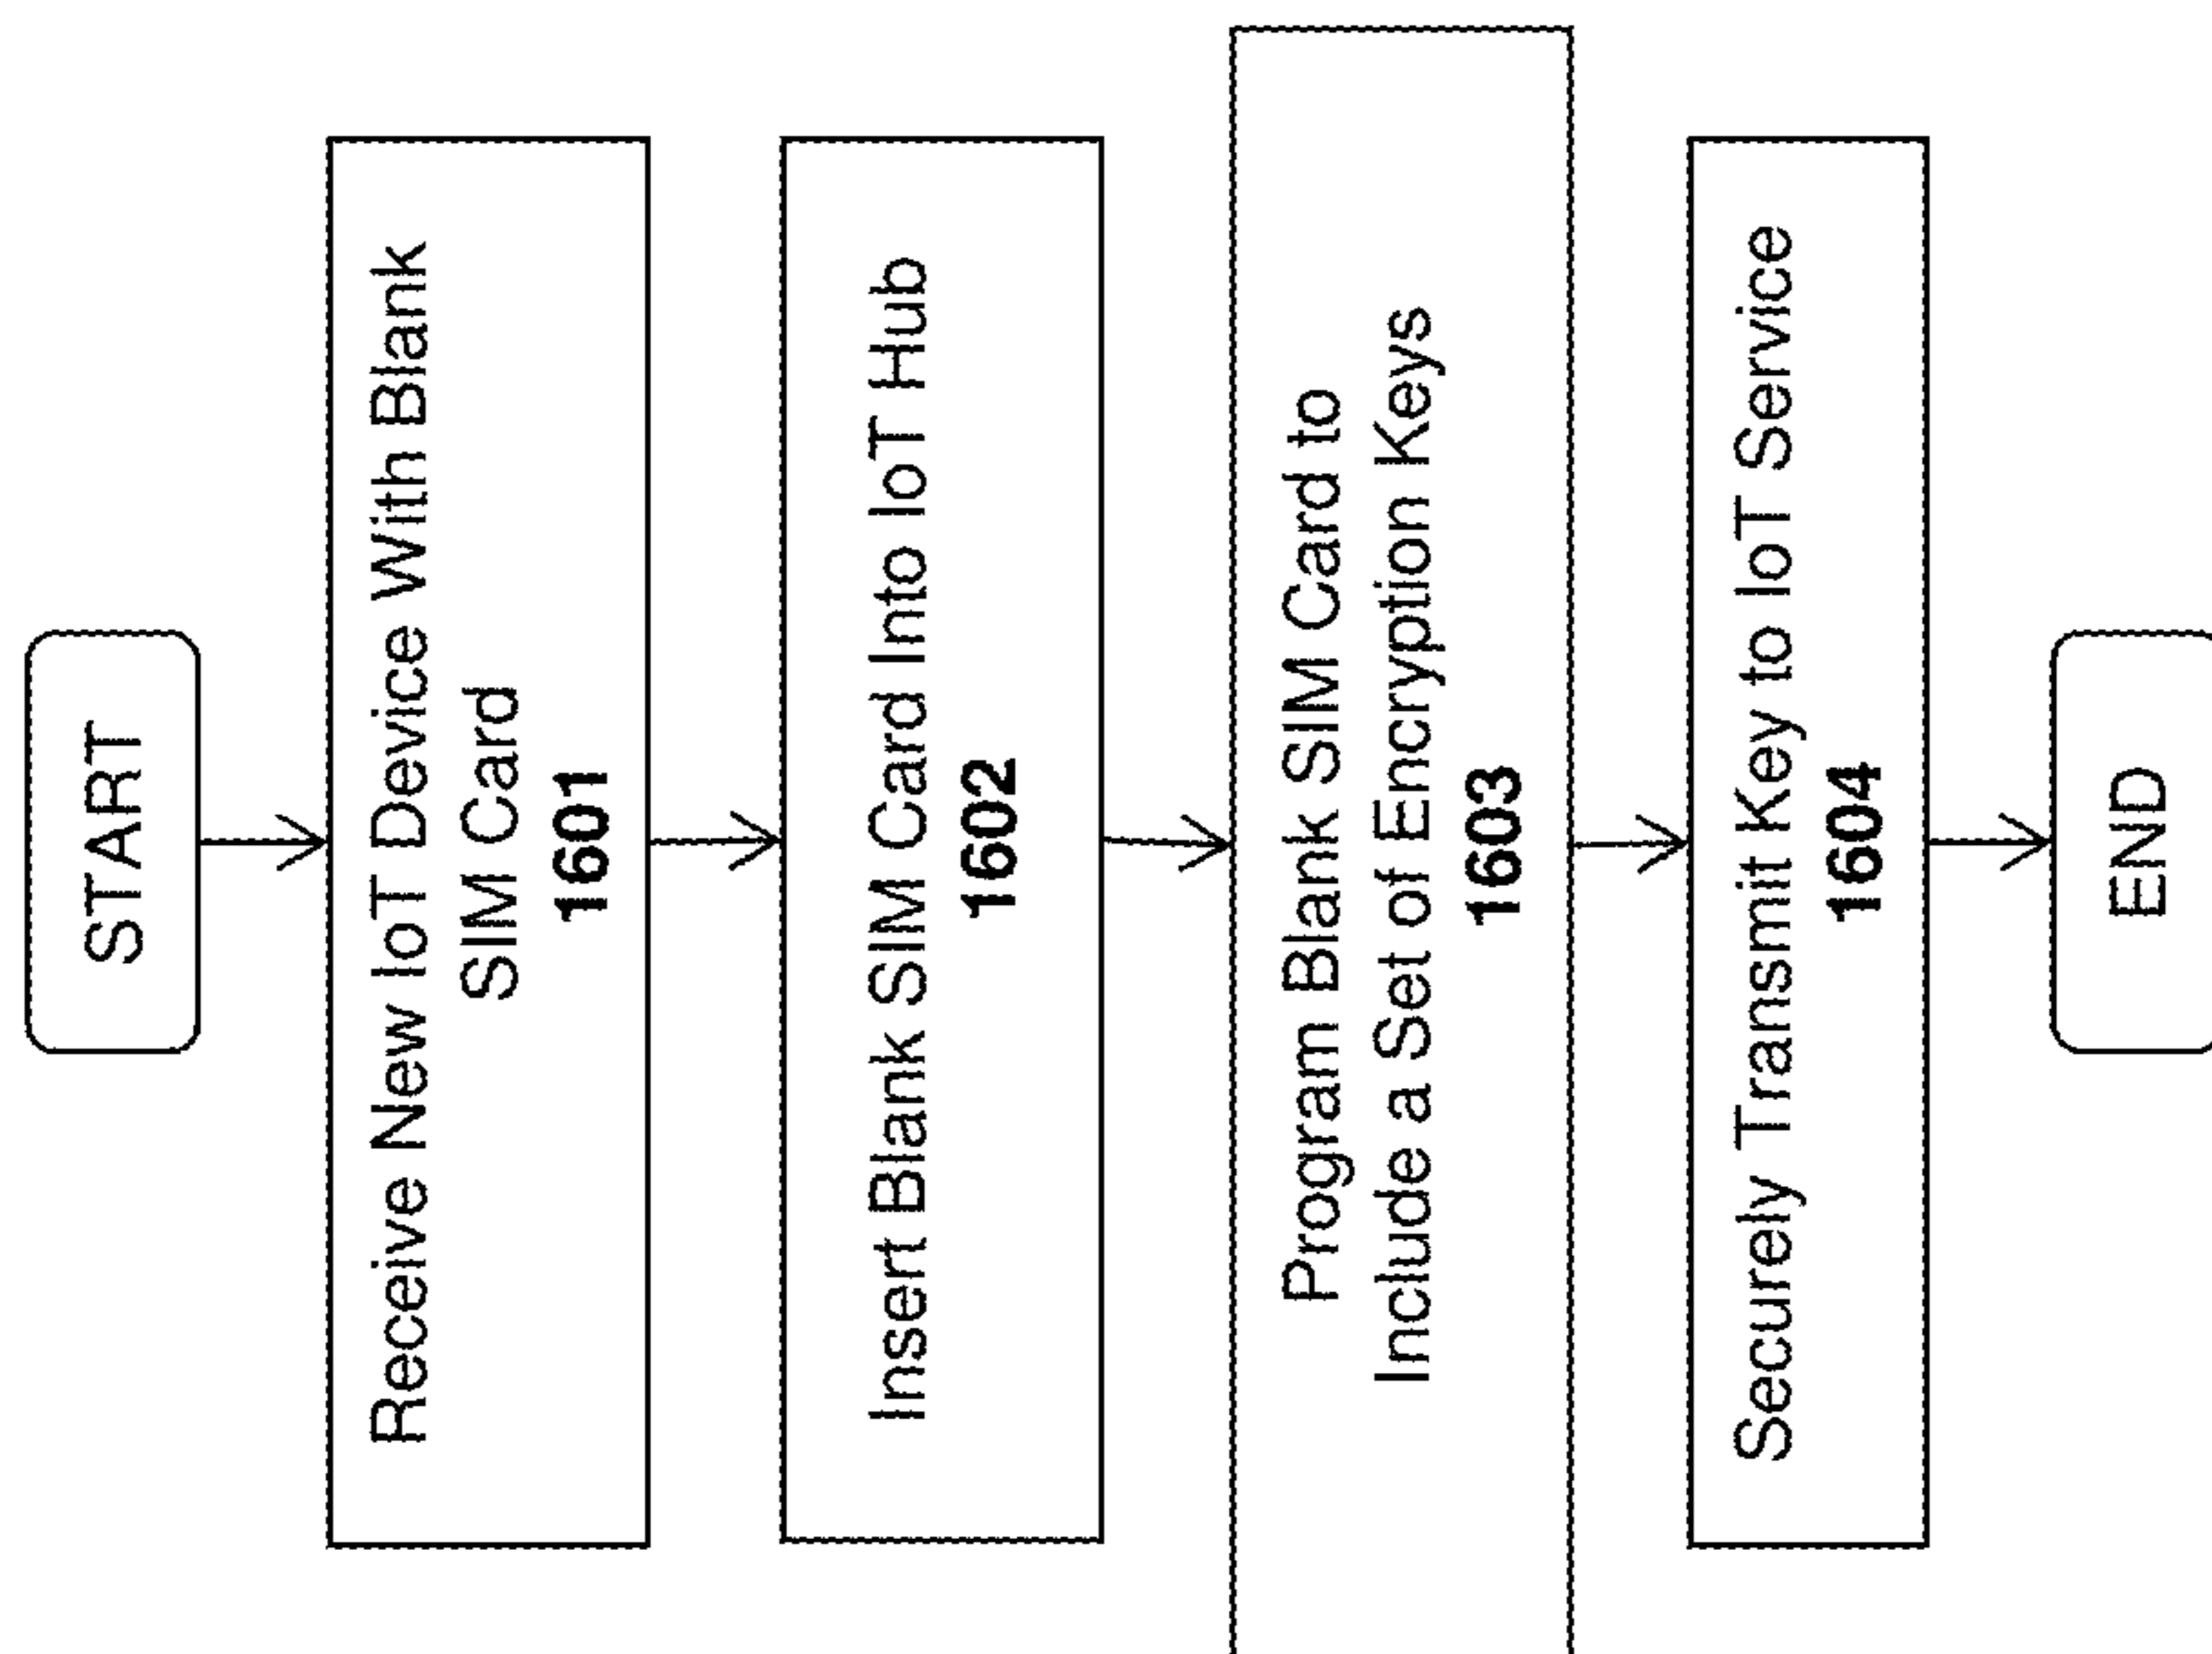 START
Receive New IoT Device With Blank
SIM Card
1601
Insert Blank SIM Card Into IoT Hub
1602
Program Blank SIM Card to
Include a Set of Encryption Keys
1603
Securely Transmit Key to IoT Service
1604
END